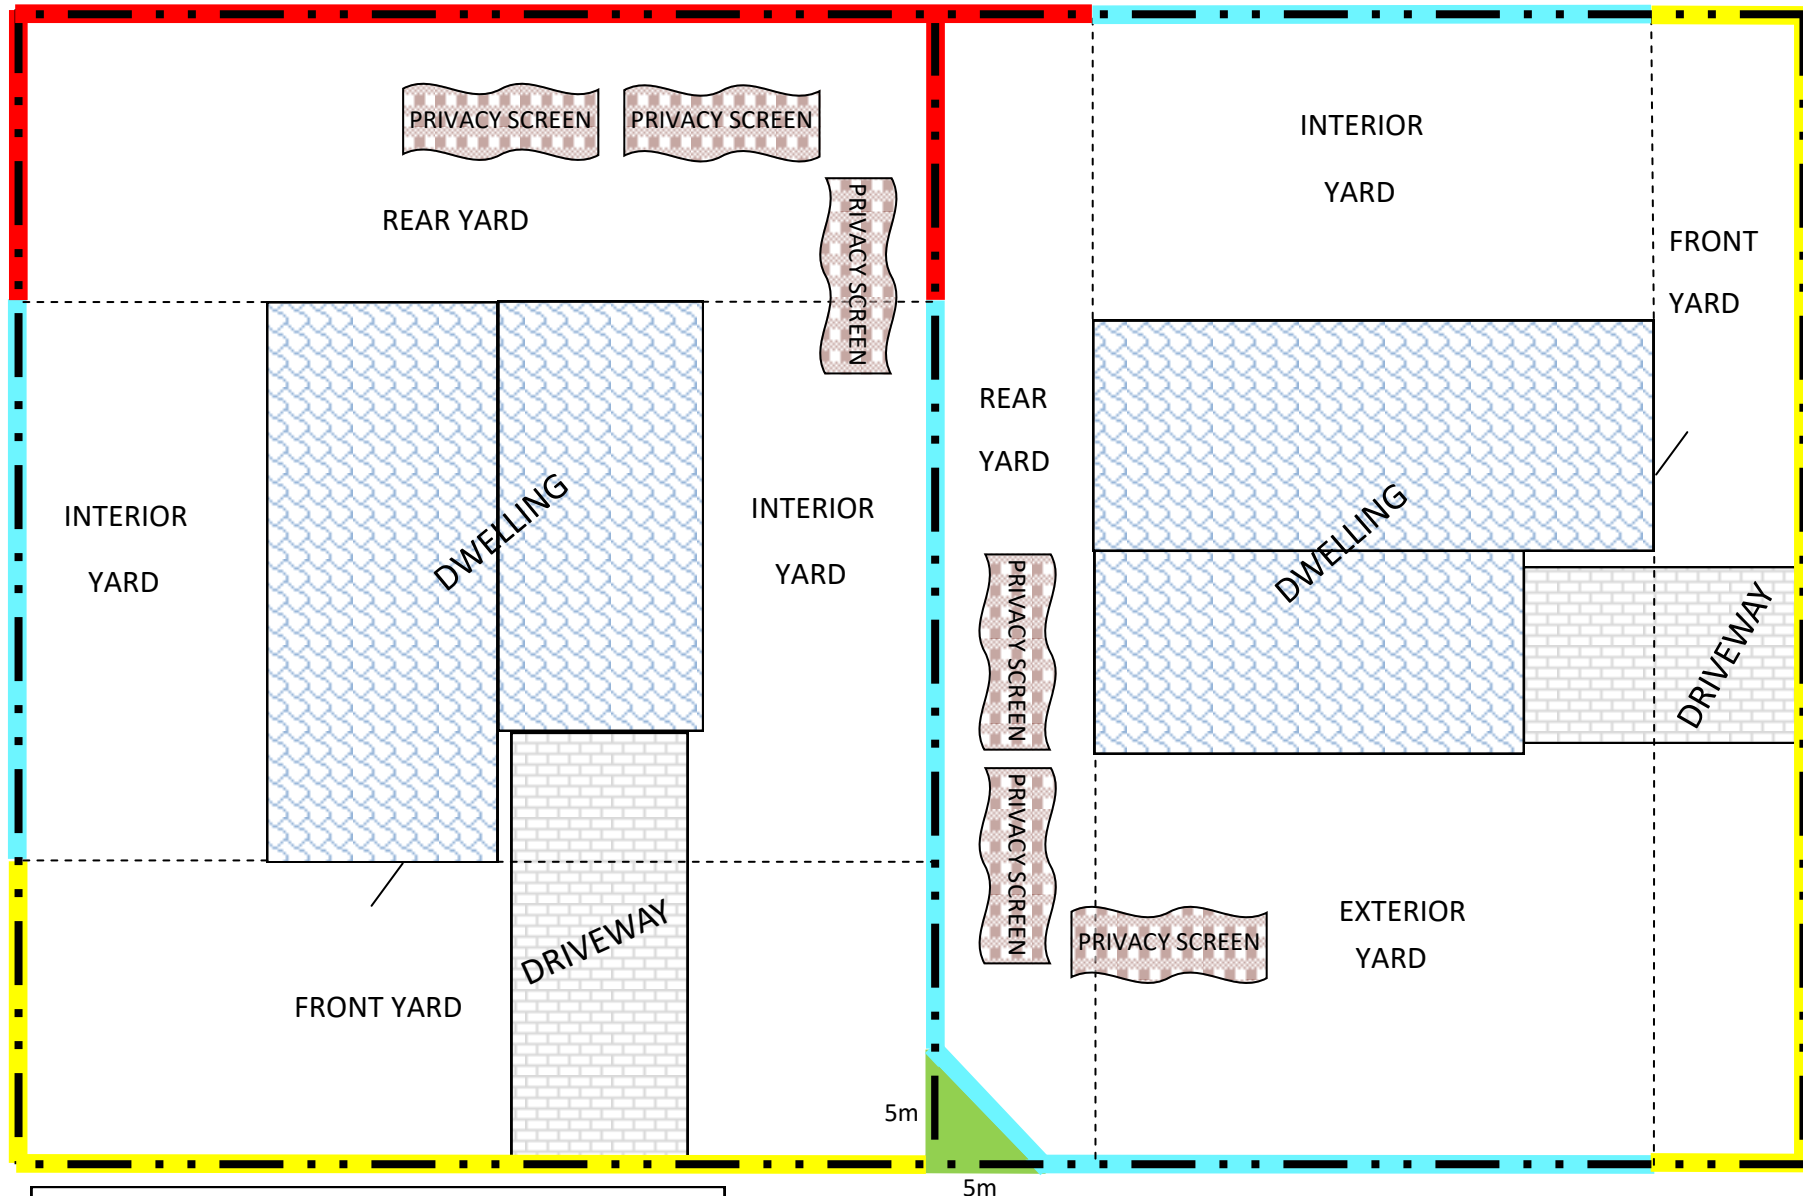 PRIVACY SCREEN
PRIVACY SCREEN
PRIVACY SCREEN
REAR YARD
INTERIOR
YARD
DWELLING
INTERIOR
YARD
DRIVEWAY
FRONT YARD
5m
5m
INTERIOR
YARD
FRONT
YARD
REAR
YARD
DWELLING
DRIVEWAY
PRIVACY SCREEN
PRIVACY SCREEN
PRIVACY SCREEN
EXTERIOR
YARD